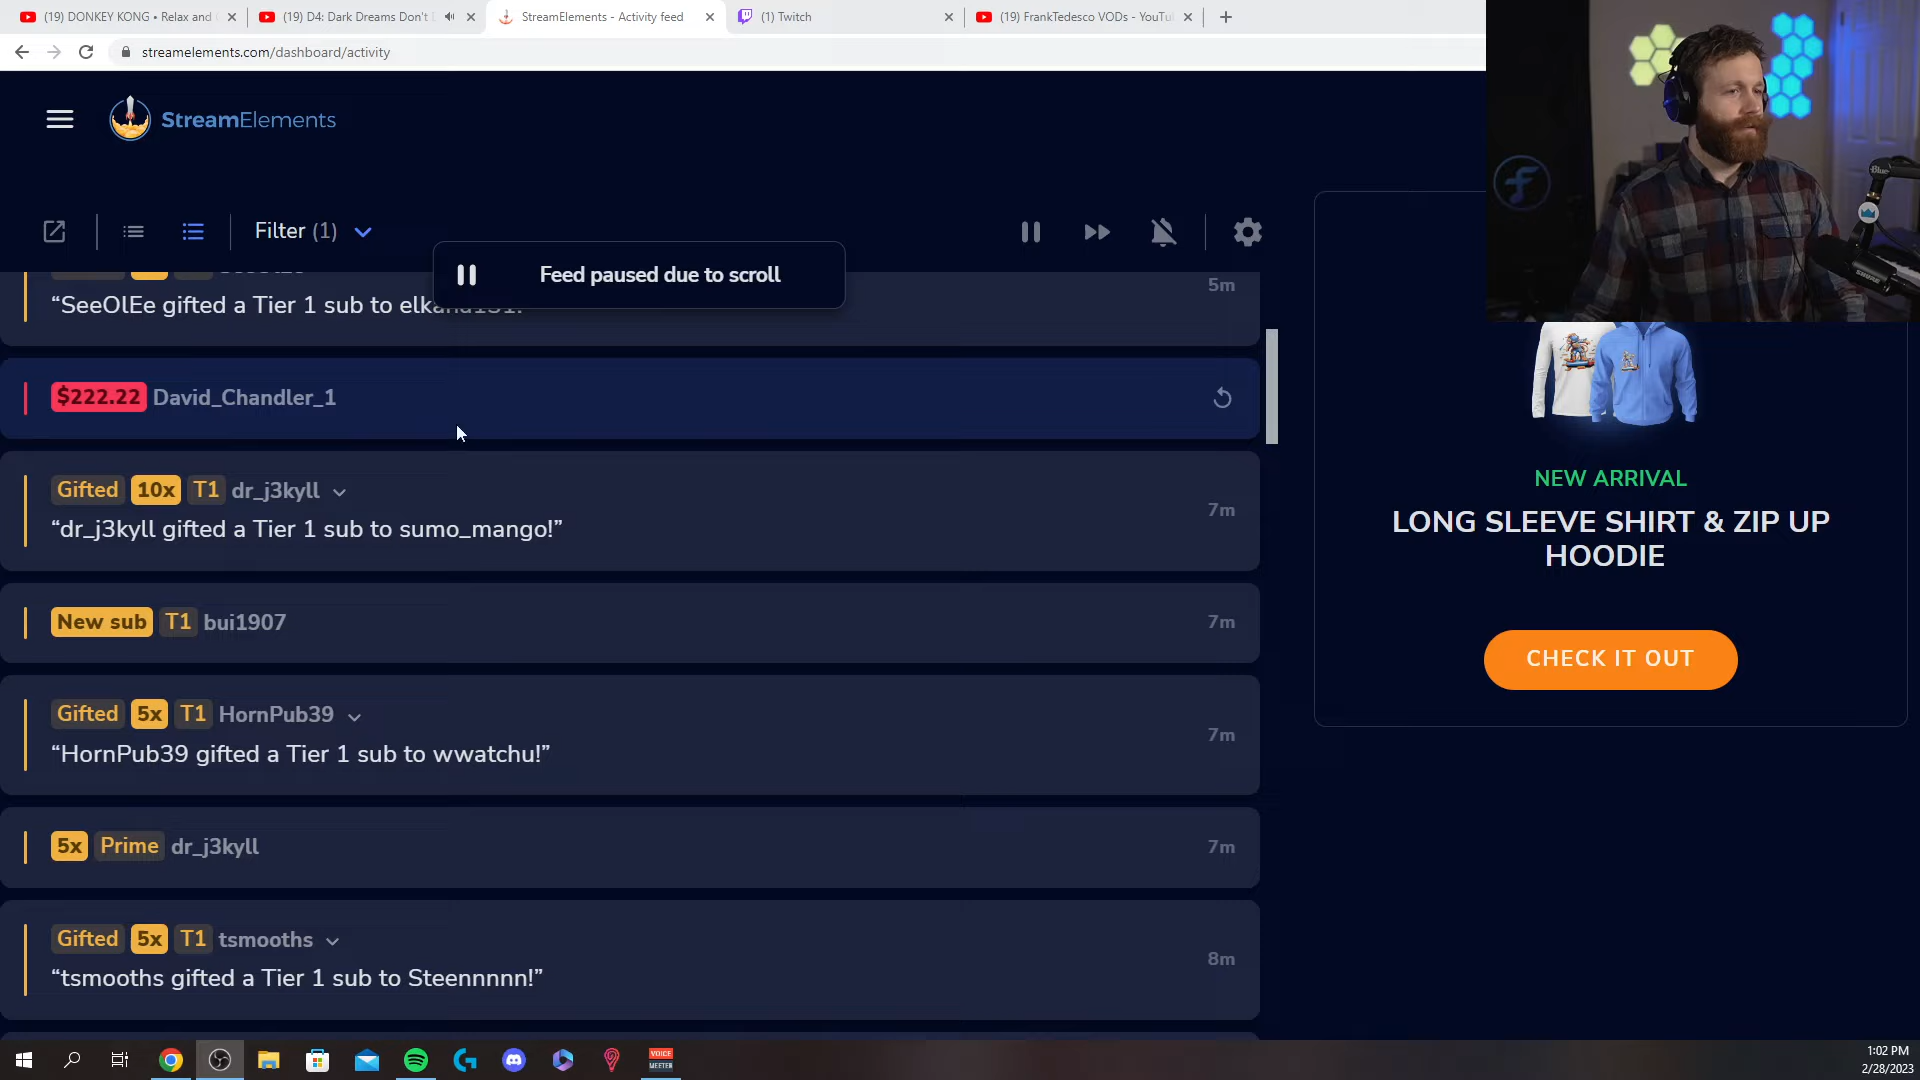 (19) DONKEY KONG • Relax and
(19) D4: Dark Dreams Don't
StreamElements - Activity feed
(1) Twitch
(19) FrankTedesco VODs - YouTu
streamelements.com/dashboard/activity
StreamElements
Filter (1)
Feed paused due to scroll
5m
“SeeOlEe gifted a Tier 1 sub to
$222.22 David_Chandler_1
Gifted 10x T1 dr_j3kyll
7m
“dr_j3kyll gifted a Tier 1 sub to sumo_mango!”
New sub T1 bui1907
7m
Gifted 5x T1 HornPub39
7m
“HornPub39 gifted a Tier 1 sub to wwatchu!”
5x Prime dr_j3kyll
7m
Gifted 5x T1 tsmooths
8m
“tsmooths gifted a Tier 1 sub to Steennnnn!”
NEW ARRIVAL
LONG SLEEVE SHIRT & ZIP UP
HOODIE
CHECK IT OUT
Blue
VOICE
MEETER
1:02 PM
2/28/2023